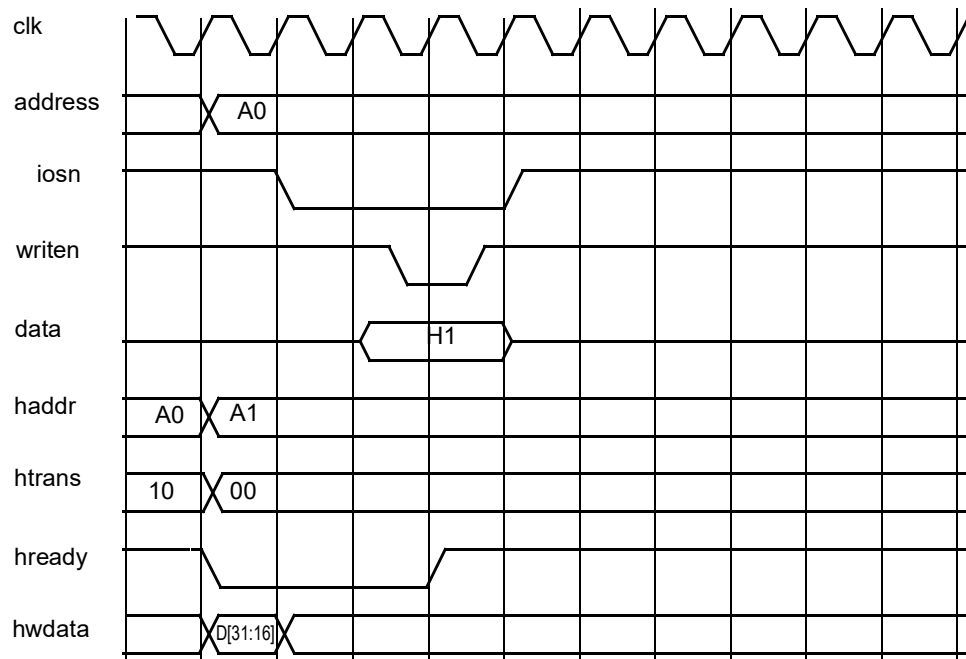 clk
address
A0
iosn
writen
data
H1
haddr
A0 A1
htrans
10 00
hready
hwdata
D[31:16]